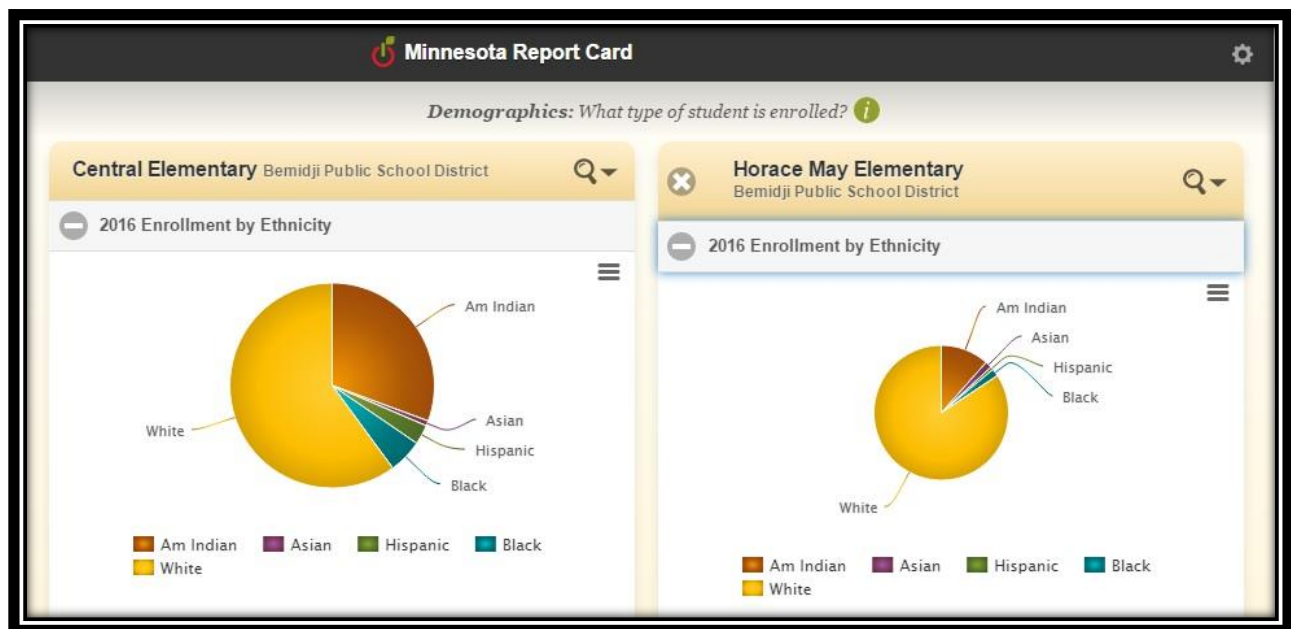 Minnesota Report Card
Demographics: What type of student is enrolled? i
Central Elementary Bemidji Public School District
2016 Enrollment by Ethnicity
Am Indian
Asian
Hispanic
Black
White
Am Indian Asian Hispanic Black
White
Horace May Elementary
Bemidji Public School District
2016 Enrollment by Ethnicity
Am Indian
Asian
Hispanic
Black
White
Am Indian Asian Hispanic Black
White